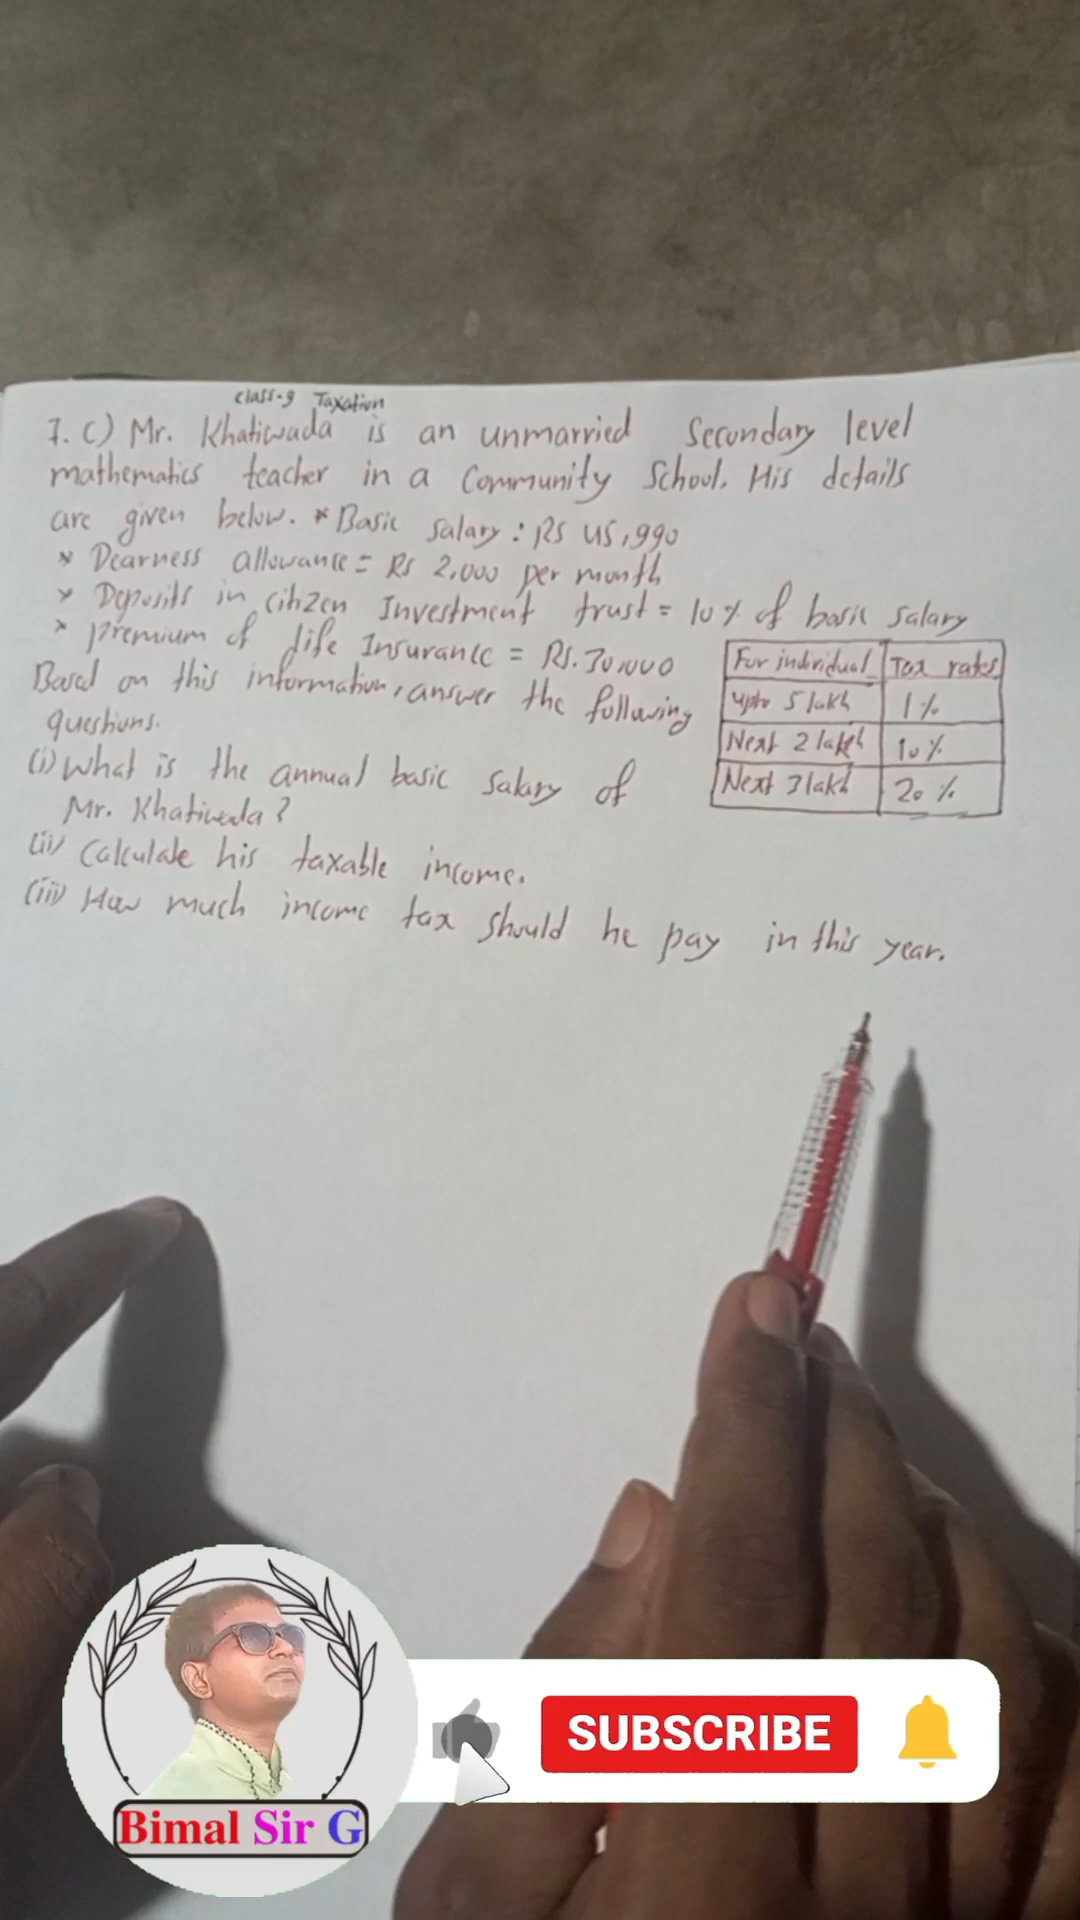 class-9 Taxation
7. c) Mr. Khatiwada is an unmarried Secondary level
mathematics teacher in a Community School. His details
are given below. * Basic Salary : Rs 45,990
* Dearness allowance = Rs 2,000 per month
* Deposits in Citizen Investment trust = 10% of basic salary
* Premium of life Insurance = Rs. 30,000
Based on this information, answer the following
questions.
For individual Tax rates
upto 5 lakh 1%
Next 2 lakh 10%
Next 3 lakh 20%
(i) What is the annual basic salary of
Mr. Khatiwada?
(ii) Calculate his taxable income.
(iii) How much income tax should he pay in this year.
SUBSCRIBE
Bimal Sir G